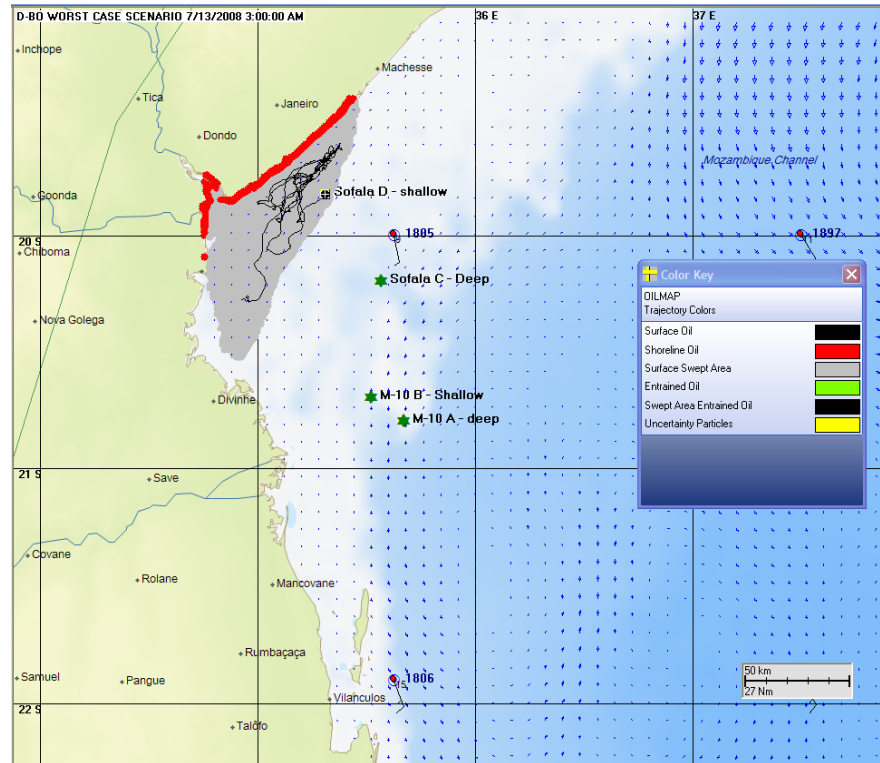 D-BO WORST CASE SCENARIO 7/13/2008 3:00:00 AM
36 E
37 E
Inchope
Machesse
Tica
Janeiro
Dondo
Mozambique Channel
Goonda
Sofala D - shallow
20 S
1805
1897
Chiboma
Sofala C - Deep
Color Key
OILMAP
Trajectory Colors
Surface Oil
Shoreline Oil
Surface Swept Area
Entrained Oil
Swept Area Entrained Oil
Uncertainty Particles
Nova Golega
Divinhe
M-10 B - Shallow
M-10 A - deep
21 S
Save
Covane
Rolane
Mancovane
Rumbaçaça
Samuel
Pangue
1806
15
50 km
27 Nm
Vilanculos
22 S
Talôfo